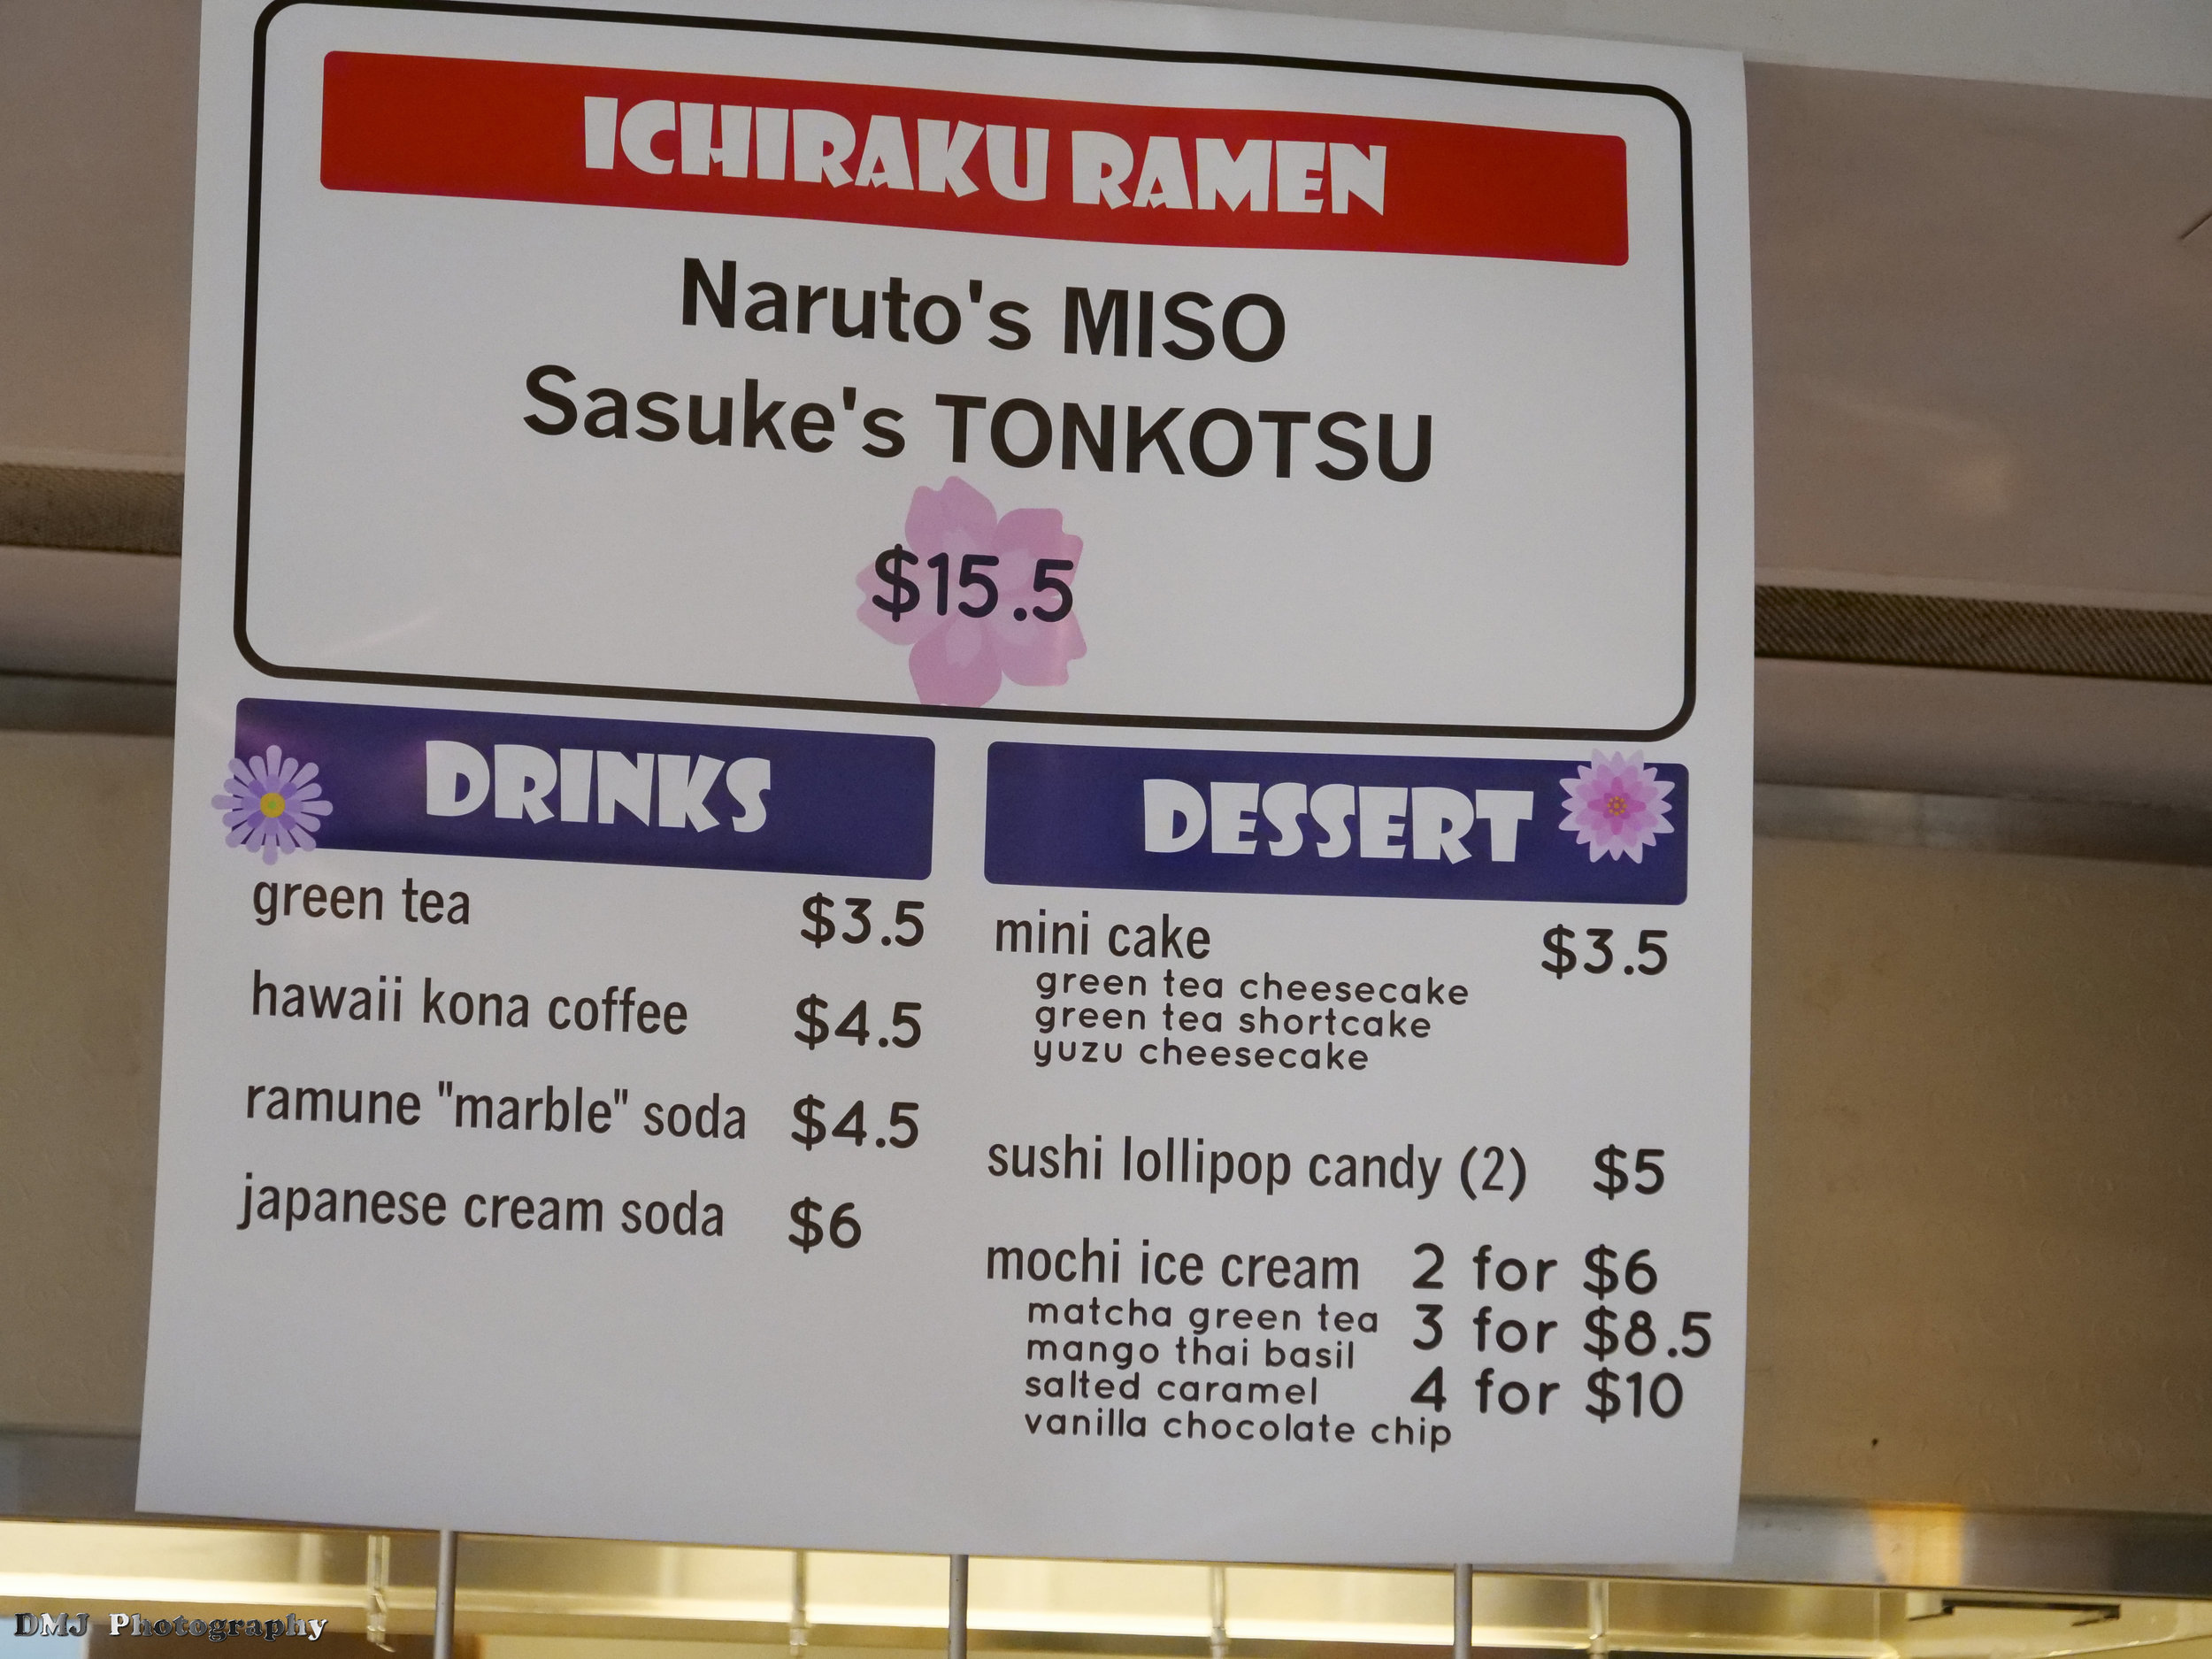 ICHIRAKU RAMEN
Naruto's MISO
Sasuke's TONKOTSU
$15.5
DRINKS
green tea $3.5
hawaii kona coffee $4.5
ramune "marble" soda $4.5
japanese cream soda $6
DESSERT
mini cake $3.5
green tea cheesecake
green tea shortcake
yuzu cheesecake
sushi lollipop candy (2) $5
mochi ice cream 2 for $6
matcha green tea 3 for $8.5
mango thai basil
salted caramel 4 for $10
vanilla chocolate chip
DMJ Photography